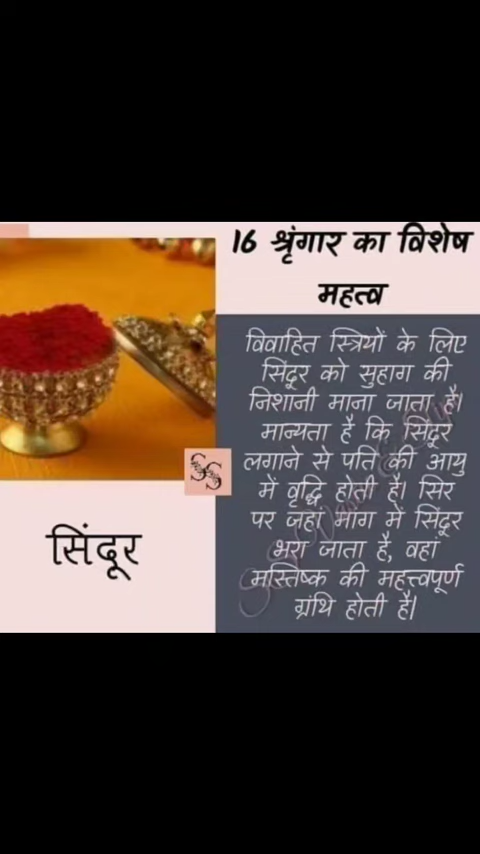 16 श्रृंगार का विशेष
महत्व
विवाहित स्त्रियों के लिए
सिंदूर को सुहाग की
निशानी माना जाता है।
मान्यता है कि सिंदूर
लगाने से पति की आयु
में वृद्धि होती है। सिर
पर जहां मांग में सिंदूर
भरा जाता है, वहां
मस्तिष्क की महत्त्वपूर्ण
ग्रंथि होती है।
सिंदूर